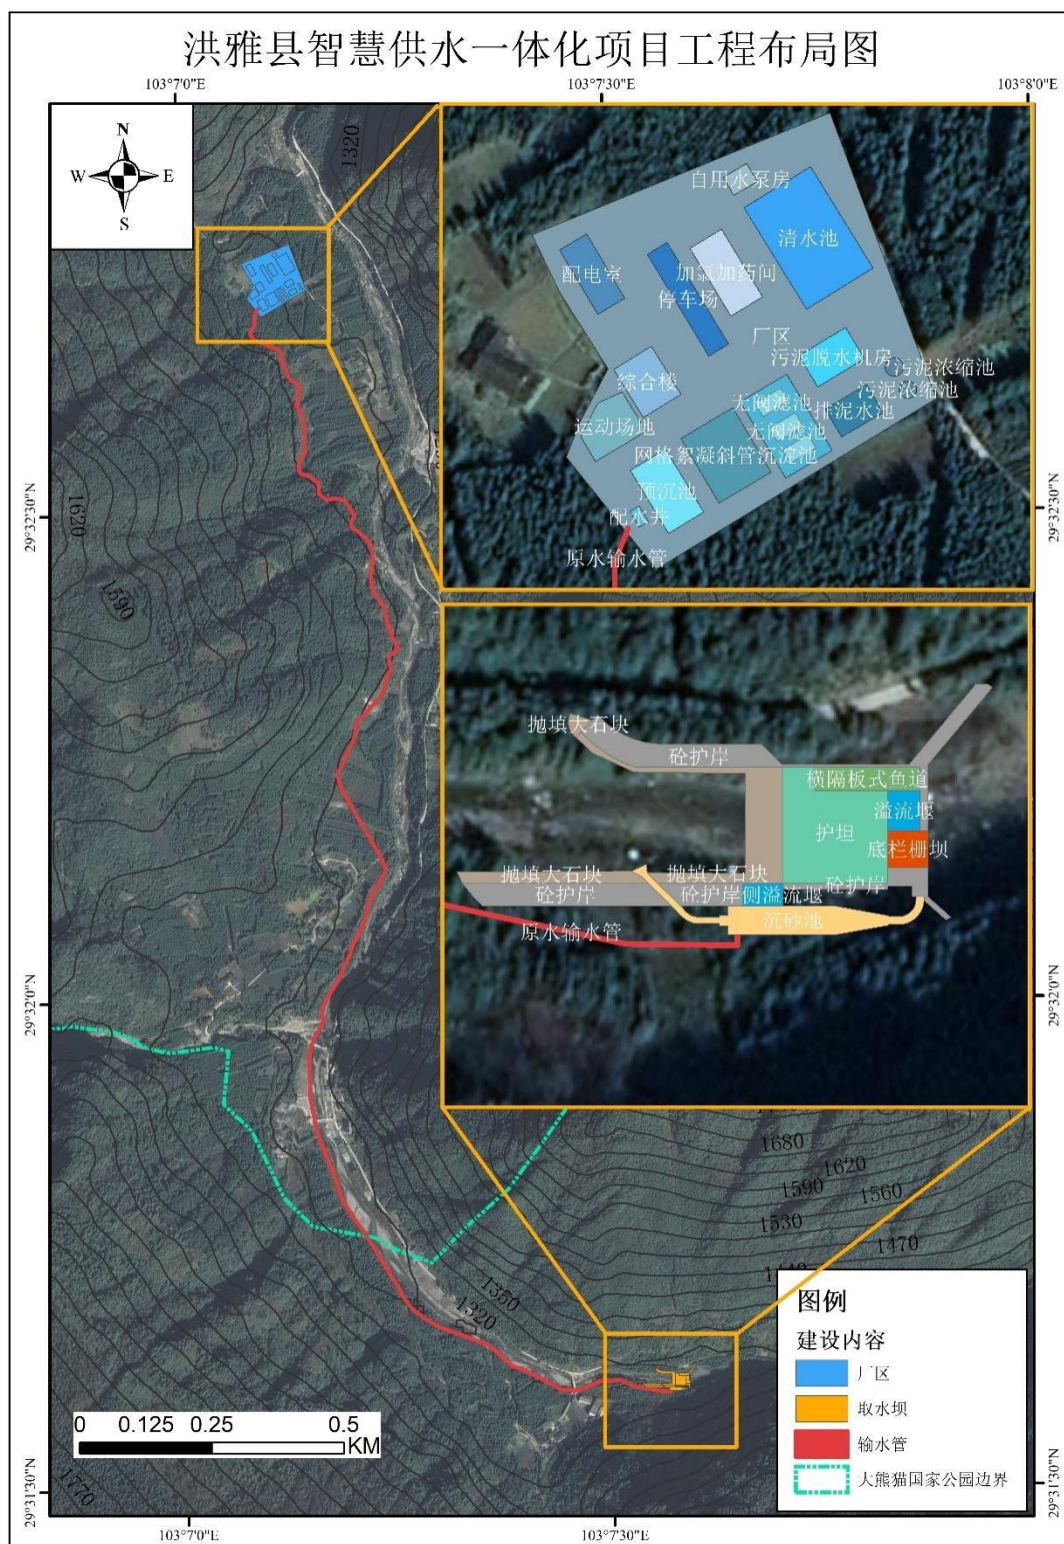 洪雅县智慧供水一体化项目工程布局图
103°7'0"E
103°7'30"E
103°8'0"E
N
W
E
S
1320
自用水泵房
清水池
配电室
加氯加药间
停车场
厂区
污泥脱水机房
污泥浓缩池
综合楼
污泥浓缩池
无阀滤池
排泥水池
运动场地
无阀滤池
网格絮凝斜管沉淀池
预沉池
配水井
原水输水管
29°32'30"N
29°32'30"N
1620
1590
抛填大石块
砼护岸
横隔板式鱼道
溢流堰
护坦
底栏栅坝
抛填大石块
抛填大石块
砼护岸
砼护岸
砼护岸
侧溢流堰
沉砂池
原水输水管
29°32'0"N
29°32'0"N
1680
1620
1590
1560
1530
1470
1440
1350
1320
图例
建设内容
厂区
取水坝
输水管
大熊猫国家公园边界
0 0.125 0.25 0.5
KM
1770
29°31'30"N
29°31'30"N
103°7'0"E
103°7'30"E